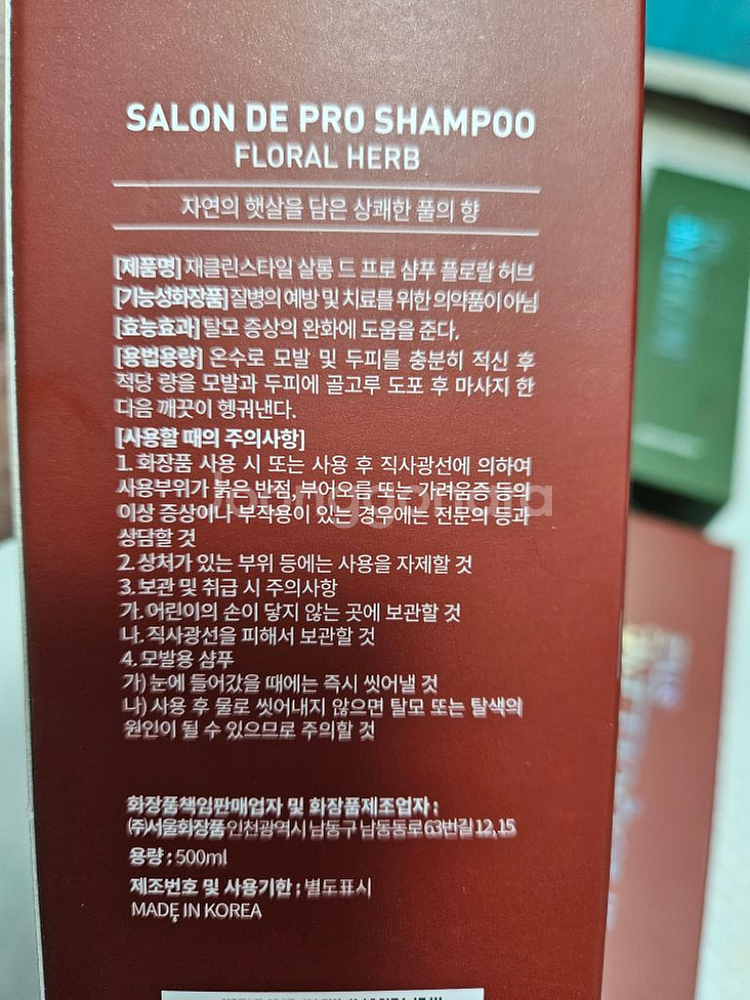 SALON DE PRO SHAMPOO
FLORAL HERB
자연의 햇살을 담은 상쾌한 풀의 향
[제품명] 재클린스타일 살롱 드 프로 샴푸 플로랄 허브
[기능성화장품] 질병의 예방 및 치료를 위한 의약품이 아님
[효능효과] 탈모 증상의 완화에 도움을 준다.
[용법용량] 온수로 모발 및 두피를 충분히 적신 후
적당 량을 모발과 두피에 골고루 도포 후 마사지 한
다음 깨끗이 헹궈낸다.
[사용할 때의 주의사항]
1. 화장품 사용 시 또는 사용 후 직사광선에 의하여
사용부위가 붉은 반점, 부어오름 또는 가려움증 등의
이상 증상이나 부작용이 있는 경우에는 전문의 등과
상담할 것
2. 상처가 있는 부위 등에는 사용을 자제할 것
3. 보관 및 취급 시 주의사항
가. 어린이의 손이 닿지 않는 곳에 보관할 것
나. 직사광선을 피해서 보관할 것
4. 모발용 샴푸
가) 눈에 들어갔을 때에는 즉시 씻어낼 것
나) 사용 후 물로 씻어내지 않으면 탈모 또는 탈색의
원인이 될 수 있으므로 주의할 것
화장품책임판매업자 및 화장품제조업자 :
㈜서울화장품 인천광역시 남동구 남동동로 63번길 12, 15
용량 : 500ml
제조번호 및 사용기한 : 별도표시
MADE IN KOREA